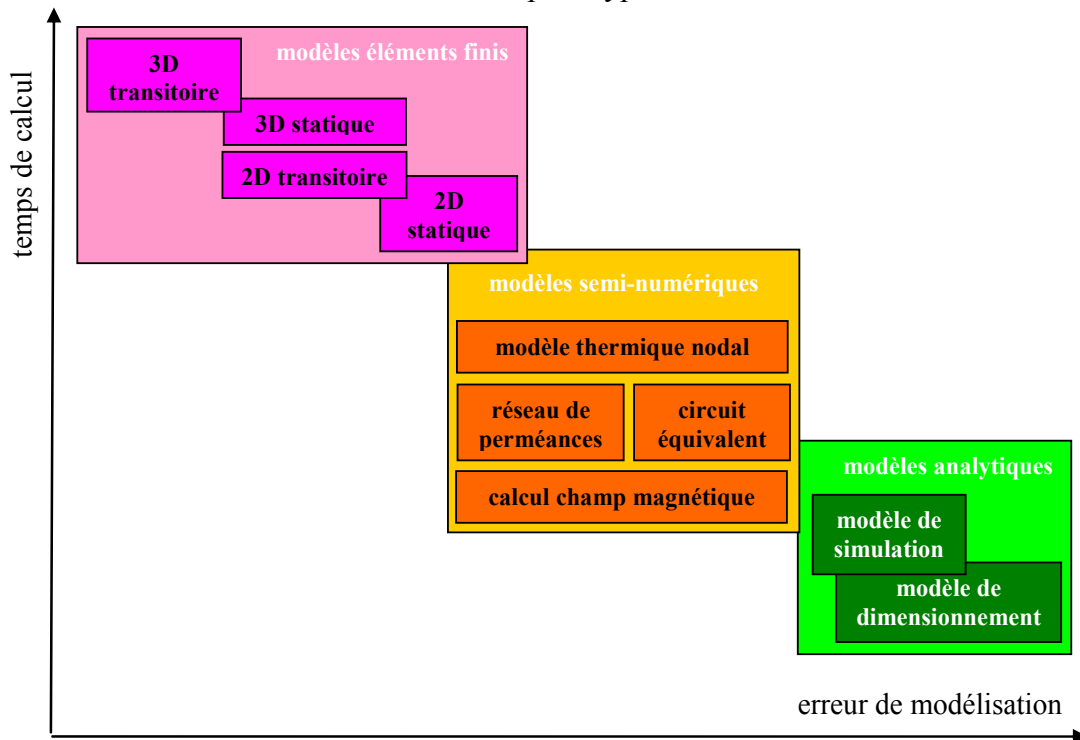 temps de calcul
modèles éléments finis
3D
transitoire
3D statique
2D transitoire
2D
statique
modèles semi-numériques
modèle thermique nodal
réseau de
perméances
circuit
équivalent
calcul champ magnétique
modèles analytiques
modèle de
simulation
modèle de
dimensionnement
erreur de modélisation